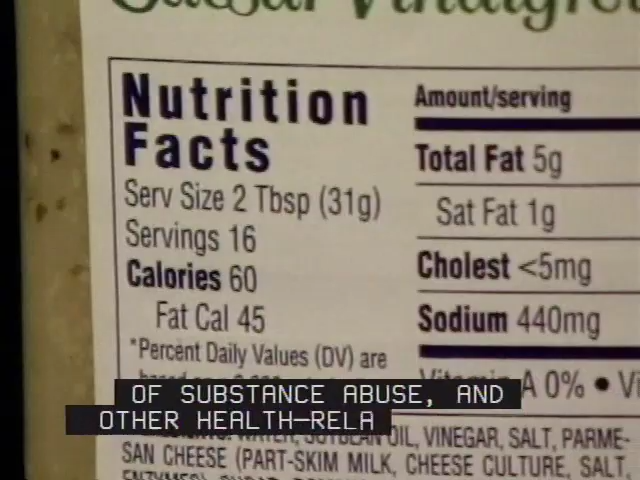 Caesar Vinaigre
Nutrition
Facts
Serv Size 2 Tbsp (31g)
Servings 16
Calories 60
Fat Cal 45
*Percent Daily Values (DV) are
Amount/serving
Total Fat 5g
Sat Fat 1g
Cholest <5mg
Sodium 440mg
Vitamin A 0% • Vi
OF SUBSTANCE ABUSE, AND
OTHER HEALTH-RELA
WATER, SOYBEAN OIL, VINEGAR, SALT, PARME-
SAN CHEESE (PART-SKIM MILK, CHEESE CULTURE, SALT,